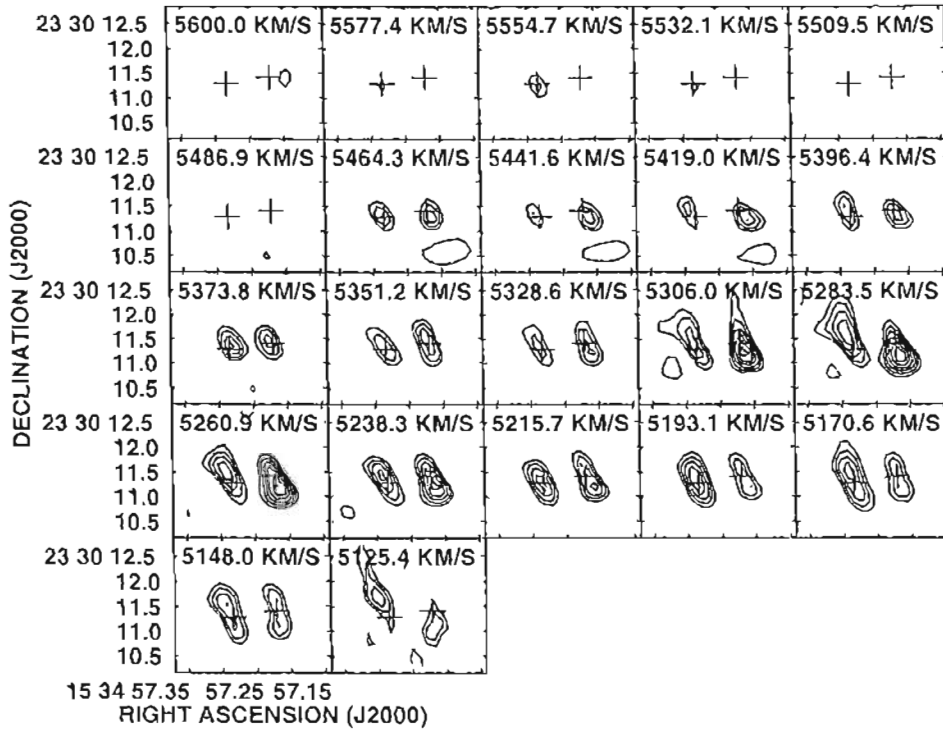 23 30 12.5 5600.0 KM/S 5577.4 KM/S 5554.7 KM/S 5532.1 KM/S 5509.5 KM/S
12.0
11.5
11.0
10.5
23 30 12.5 5486.9 KM/S 5464.3 KM/S 5441.6 KM/S 5419.0 KM/S 5396.4 KM/S
12.0
11.5
11.0
10.5
23 30 12.5 5373.8 KM/S 5351.2 KM/S 5328.6 KM/S 5306.0 KM/S 5283.5 KM/S
12.0
11.5
11.0
10.5
23 30 12.5 5260.9 KM/S 5238.3 KM/S 5215.7 KM/S 5193.1 KM/S 5170.6 KM/S
12.0
11.5
11.0
10.5
23 30 12.5 5148.0 KM/S 5125.4 KM/S
12.0
11.5
11.0
10.5
DECLINATION (J2000)
15 34 57.35 57.25 57.15
RIGHT ASCENSION (J2000)